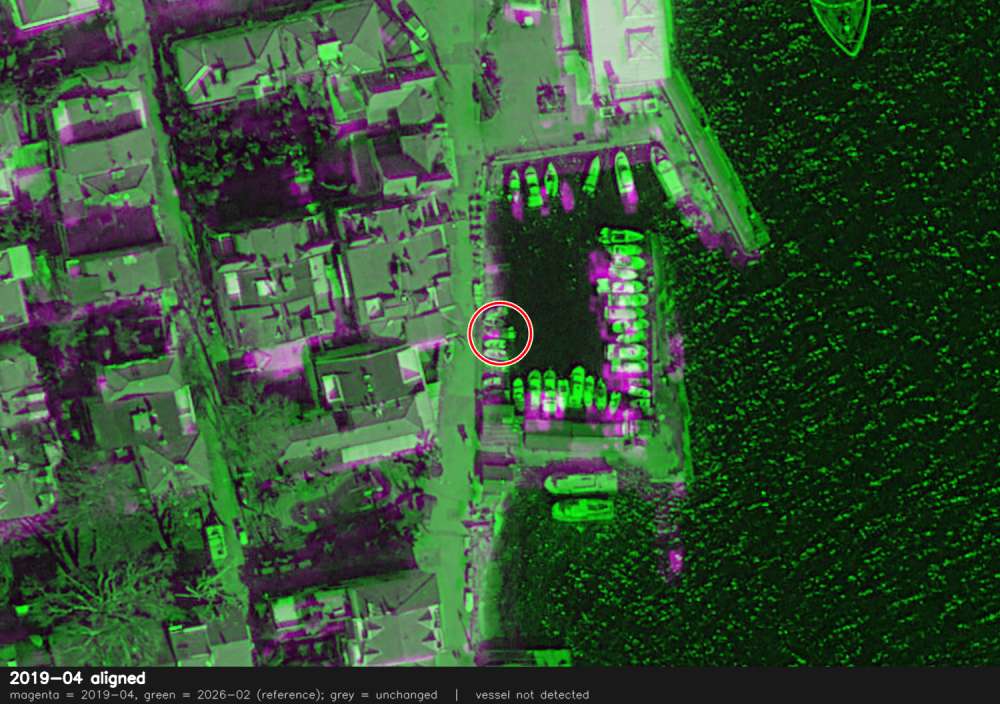 2019-04 aligned
magenta = 2019-04, green = 2026-02 (reference); grey = unchanged | vessel not detected